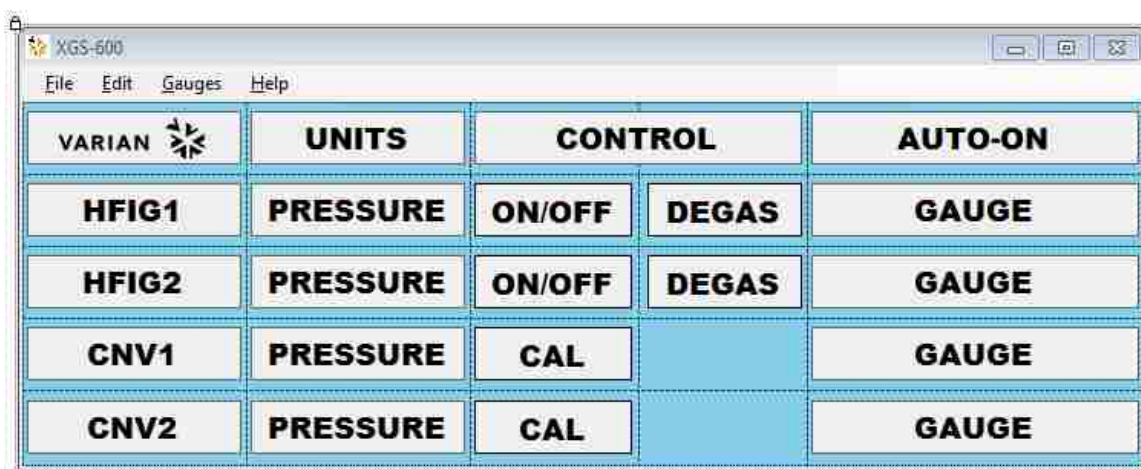 XGS-600
File Edit Gauges Help
VARIAN UNITS CONTROL AUTO-ON
HFIG1 PRESSURE ON/OFF DEGAS GAUGE
HFIG2 PRESSURE ON/OFF DEGAS GAUGE
CNV1 PRESSURE CAL GAUGE
CNV2 PRESSURE CAL GAUGE